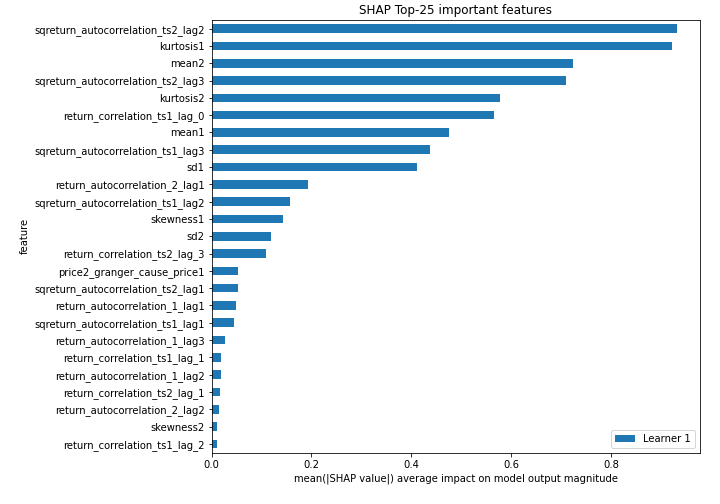 SHAP Top-25 important features
feature
sqreturn_autocorrelation_ts2_lag2
kurtosis1
mean2
sqreturn_autocorrelation_ts2_lag3
kurtosis2
return_correlation_ts1_lag_0
mean1
sqreturn_autocorrelation_ts1_lag3
sd1
return_autocorrelation_2_lag1
sqreturn_autocorrelation_ts1_lag2
skewness1
sd2
return_correlation_ts2_lag_3
price2_granger_cause_price1
sqreturn_autocorrelation_ts2_lag1
return_autocorrelation_1_lag1
sqreturn_autocorrelation_ts1_lag1
return_autocorrelation_1_lag3
return_correlation_ts1_lag_1
return_autocorrelation_1_lag2
return_correlation_ts2_lag_1
return_autocorrelation_2_lag2
skewness2
return_correlation_ts1_lag_2
Learner 1
0.0 0.2 0.4 0.6 0.8
mean(|SHAP value|) average impact on model output magnitude